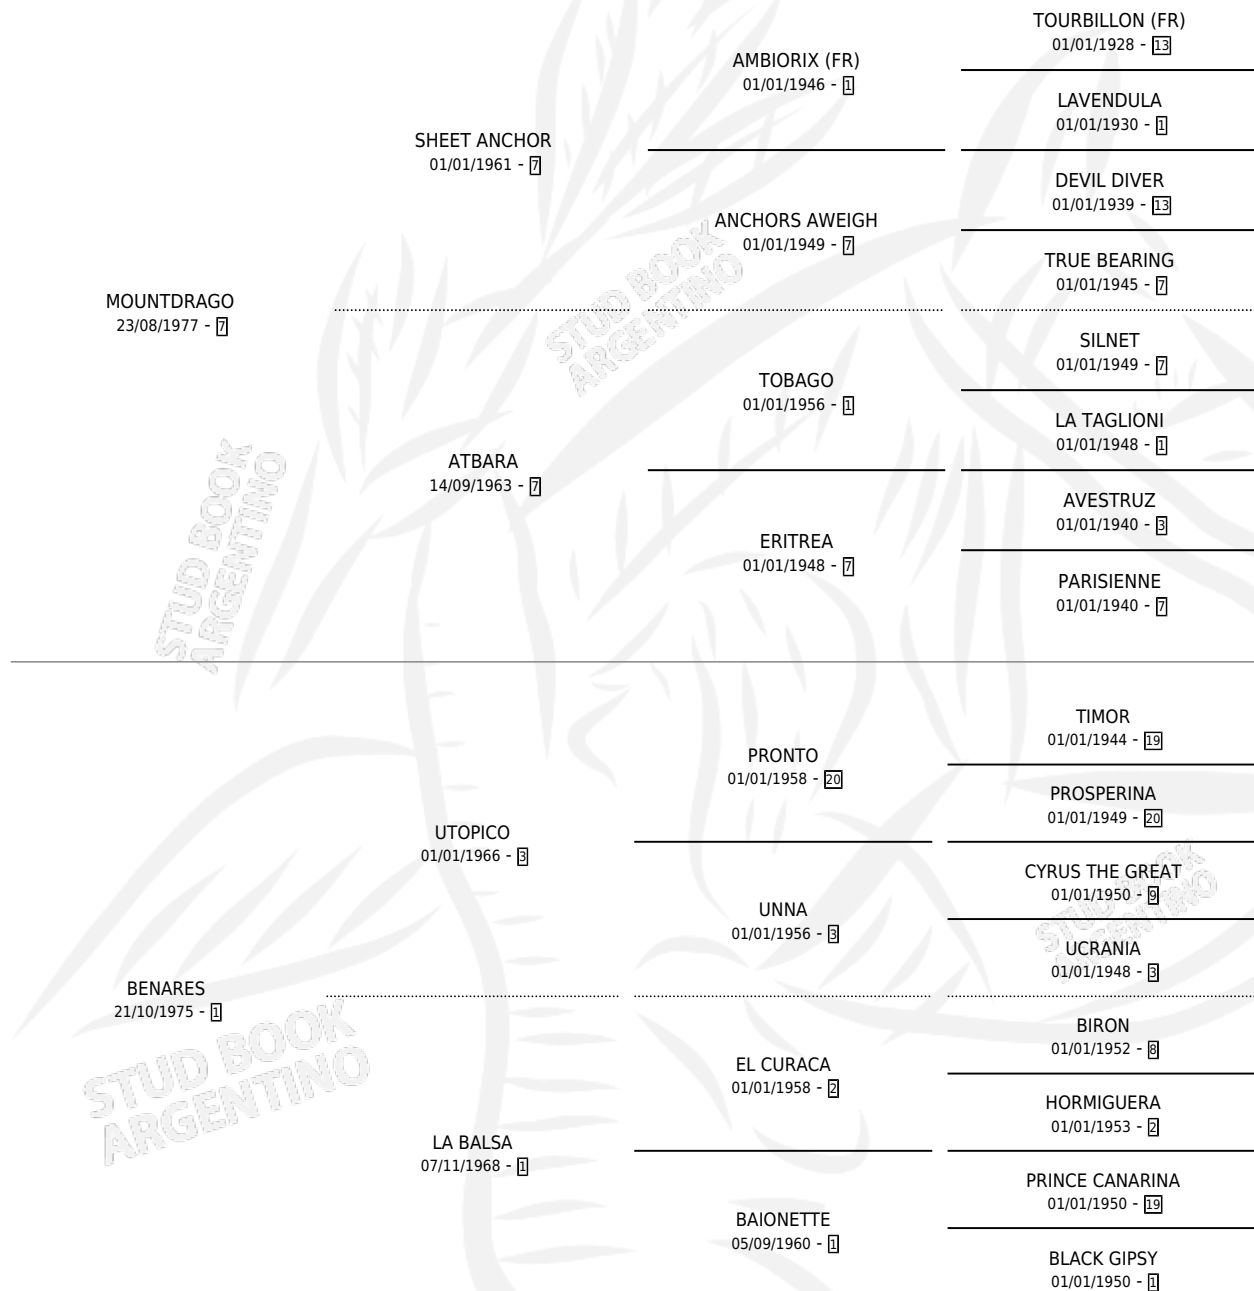 TOURBILLON (FR)
01/01/1928 - 13
AMBIORIX (FR)
01/01/1946 - 1
LAVENDULA
01/01/1930 - 1
SHEET ANCHOR
01/01/1961 - 7
DEVIL DIVER
01/01/1939 - 13
ANCHORS AWEIGH
01/01/1949 - 7
TRUE BEARING
01/01/1945 - 7
MOUNTDRAGO
23/08/1977 - 7
STUD BOOK
ARGENTINO
SILNET
01/01/1949 - 7
TOBAGO
01/01/1956 - 1
LA TAGLIONI
01/01/1948 - 1
ATBARA
14/09/1963 - 7
AVESTRUZ
01/01/1940 - 3
ERITREA
01/01/1948 - 7
PARISIENNE
01/01/1940 - 7
STUD BOOK
ARGENTINO
TIMOR
01/01/1944 - 19
PRONTO
01/01/1958 - 20
PROSPERINA
01/01/1949 - 20
UTOPICO
01/01/1966 - 3
CYRUS THE GREAT
01/01/1950 - 9
UNNA
01/01/1956 - 3
UCRANIA
01/01/1948 - 3
STUD BOOK
ARGENTINO
BENARES
21/10/1975 - 1
BIRON
01/01/1952 - 8
EL CURACA
01/01/1958 - 2
HORMIGUERA
01/01/1953 - 2
STUD BOOK
ARGENTINO
LA BALSA
07/11/1968 - 1
PRINCE CANARINA
01/01/1950 - 19
BAIONETTE
05/09/1960 - 1
BLACK GIPSY
01/01/1950 - 1